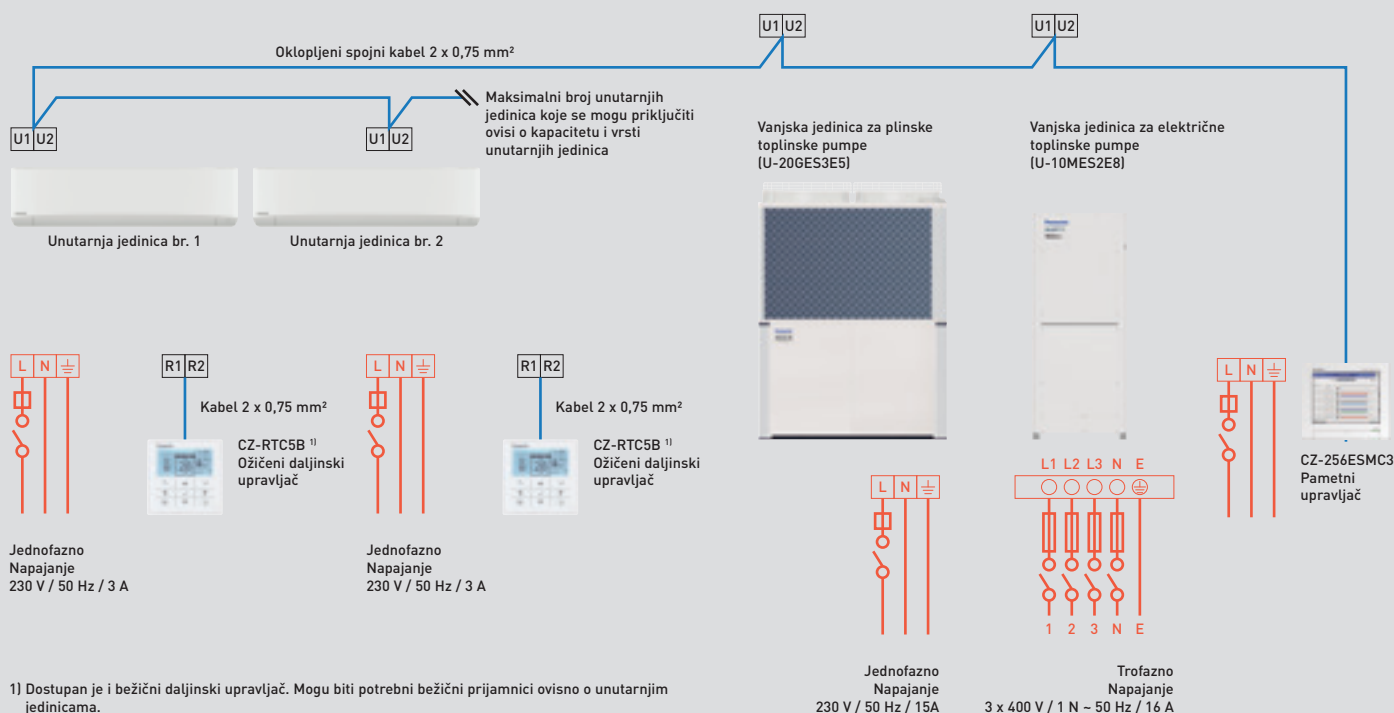 U1 U2
U1 U2
Oklopljeni spojni kabel 2 x 0,75 mm²
Maksimalni broj unutarnjih
jedinica koje se mogu priključiti
ovisi o kapacitetu i vrsti
unutarnjih jedinica
U1 U2
U1 U2
Vanjska jedinica za plinske
toplinske pumpe
(U-20GES3E5)
Vanjska jedinica za električne
toplinske pumpe
(U-10MES2E8)
Unutarnja jedinica br. 1
Unutarnja jedinica br. 2
L N
R1 R2
L N
R1 R2
L N
Kabel 2 x 0,75 mm²
Kabel 2 x 0,75 mm²
CZ-RTC5B 1)
Ožičeni daljinski
upravljač
CZ-RTC5B 1)
Ožičeni daljinski
upravljač
CZ-256ESMC3
Pametni
upravljač
L1 L2 L3 N E
L N
Jednofazno
Napajanje
230 V / 50 Hz / 3 A
Jednofazno
Napajanje
230 V / 50 Hz / 3 A
1 2 3 N E
Jednofazno
Napajanje
230 V / 50 Hz / 15A
Trofazno
Napajanje
3 x 400 V / 1 N ~ 50 Hz / 16 A
1) Dostupan je i bežični daljinski upravljač. Mogu biti potrebni bežični prijamnici ovisno o unutarnjim
jedinicama.